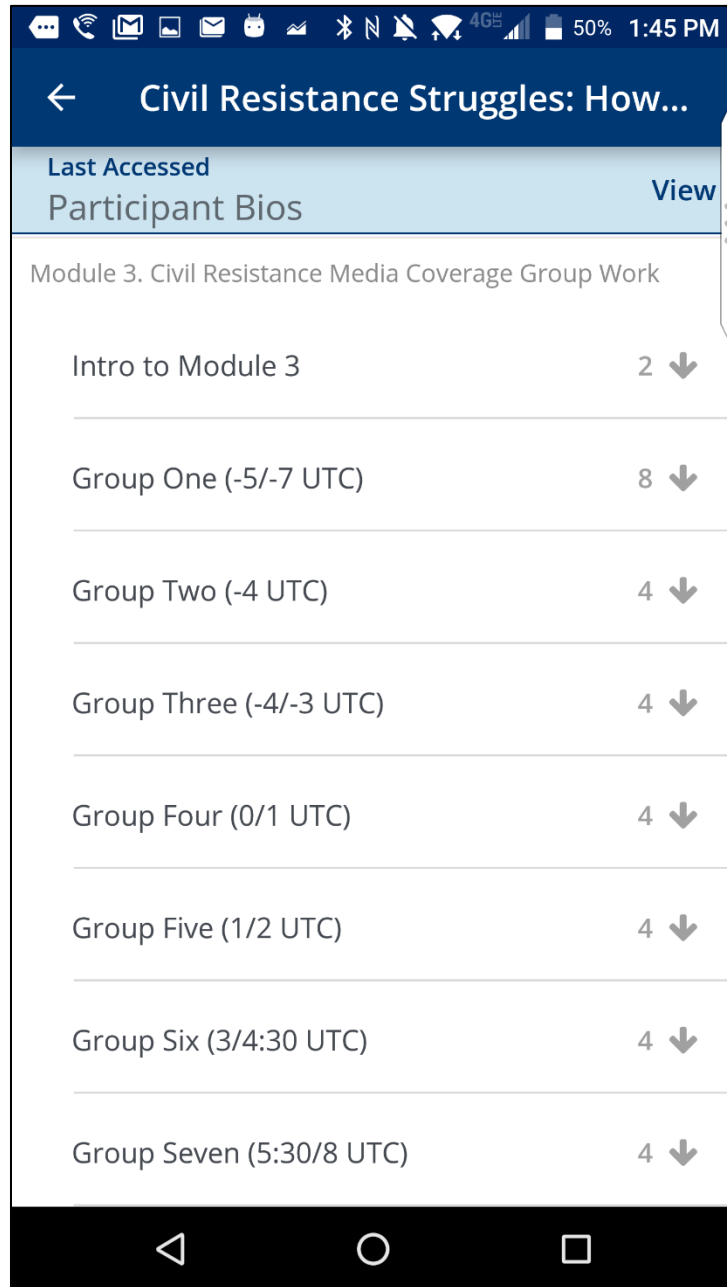 4G LTE 50% 1:45 PM
Civil Resistance Struggles: How...
Last Accessed
Participant Bios
View
Module 3. Civil Resistance Media Coverage Group Work
Intro to Module 3 2
Group One (-5/-7 UTC) 8
Group Two (-4 UTC) 4
Group Three (-4/-3 UTC) 4
Group Four (0/1 UTC) 4
Group Five (1/2 UTC) 4
Group Six (3/4:30 UTC) 4
Group Seven (5:30/8 UTC) 4